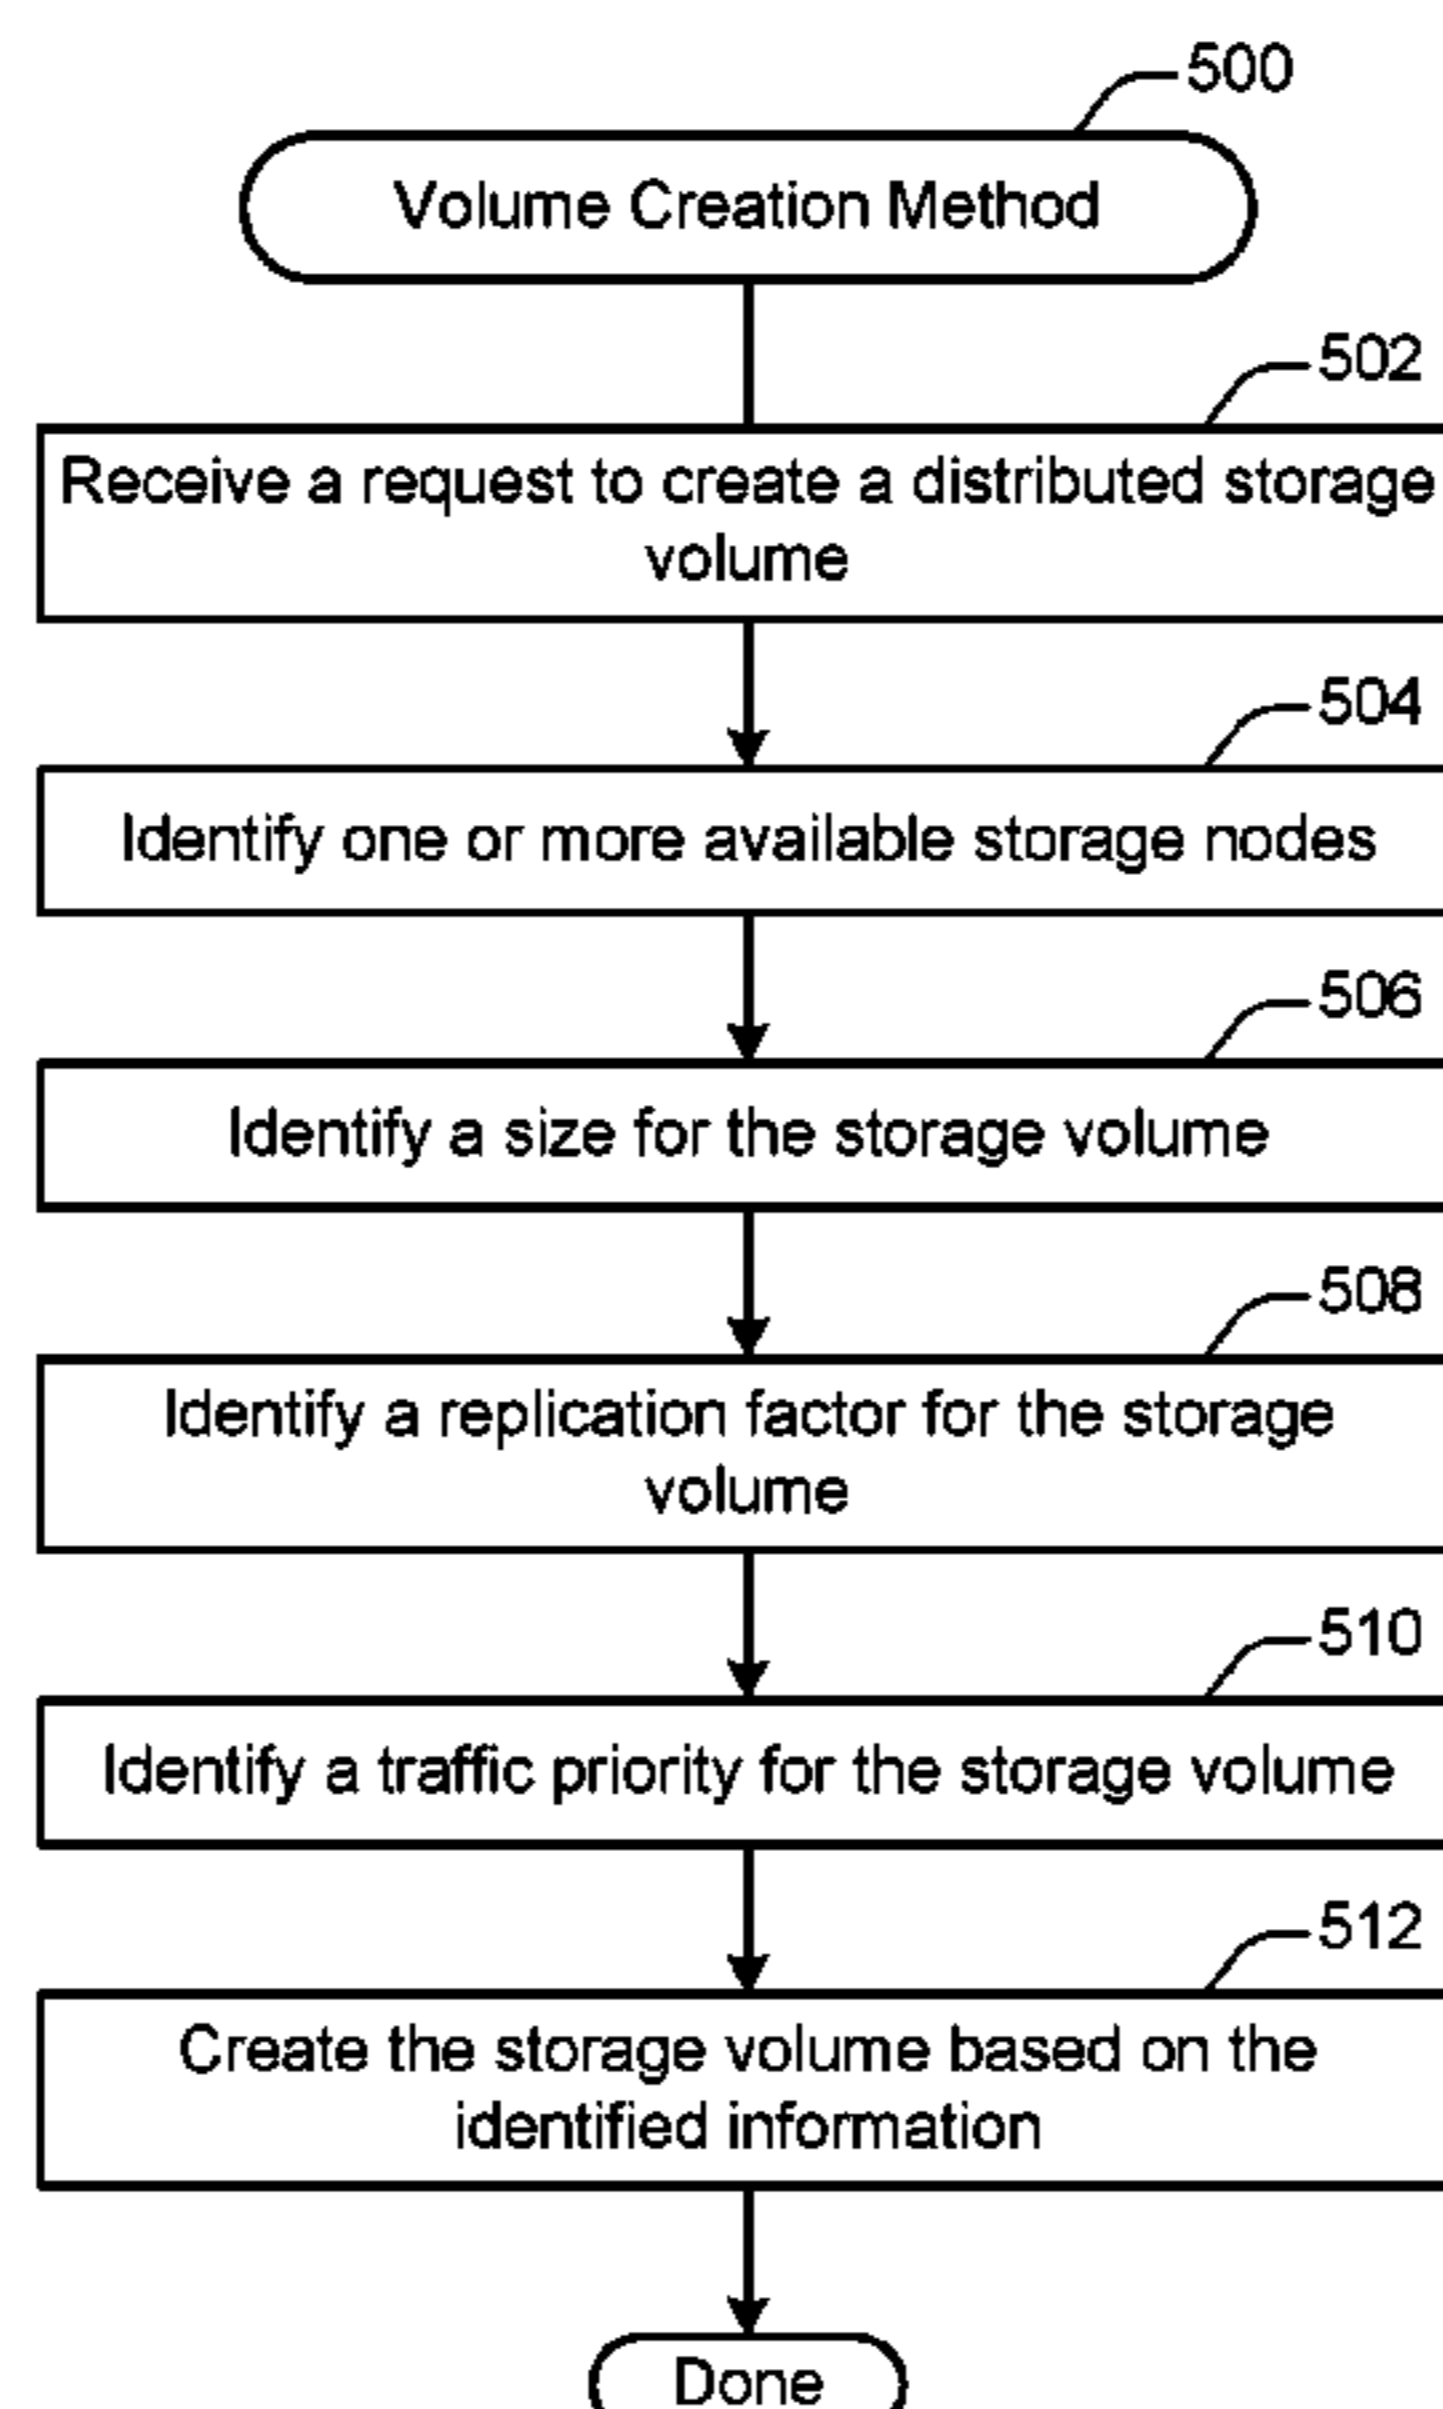 500
Volume Creation Method
502
Receive a request to create a distributed storage
volume
504
Identify one or more available storage nodes
506
Identify a size for the storage volume
508
Identify a replication factor for the storage
volume
510
Identify a traffic priority for the storage volume
512
Create the storage volume based on the
identified information
Done